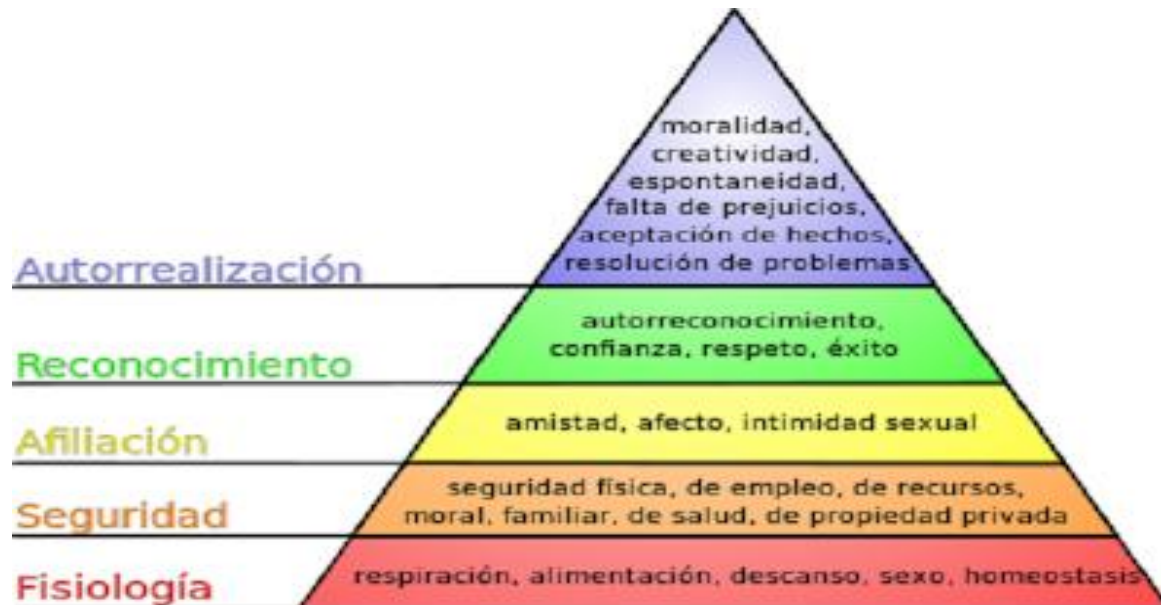 moralidad,
creatividad,
espontaneidad,
falta de prejuicios,
aceptación de hechos,
resolución de problemas
Autorrealización
autorreconocimiento,
confianza, respeto, éxito
Reconocimiento
amistad, afecto, intimidad sexual
Afiliación
seguridad física, de empleo, de recursos,
moral, familiar, de salud, de propiedad privada
Seguridad
respiración, alimentación, descanso, sexo, homeostasis
Fisiología